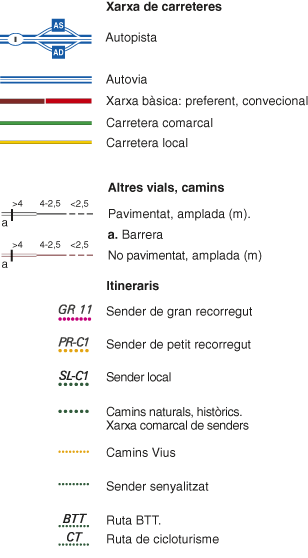 Xarxa de carreteres
AS
8
AD
Autopista
Autovia
Xarxa bàsica: preferent, convecional
Carretera comarcal
Carretera local
Altres vials, camins
>4 4-2,5 <2,5
a
Pavimentat, amplada (m).
a. Barrera
>4 4-2,5 <2,5
a
No pavimentat, amplada (m)
Itineraris
GR 11 Sender de gran recorregut
PR-C1 Sender de petit recorregut
SL-C1 Sender local
Camins naturals, històrics.
Xarxa comarcal de senders
Camins Vius
Sender senyalitzat
BTT Ruta BTT.
CT Ruta de cicloturisme